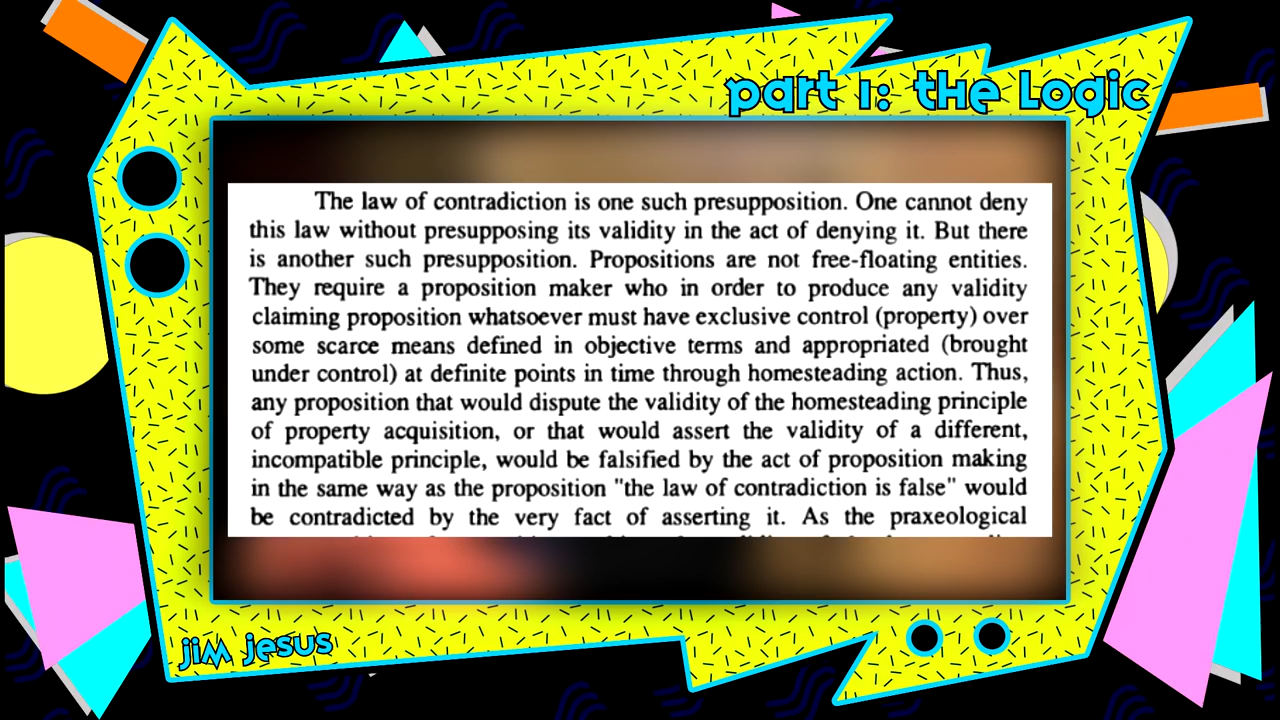 part 1: the Logic
The law of contradiction is one such presupposition. One cannot deny
this law without presupposing its validity in the act of denying it. But there
is another such presupposition. Propositions are not free-floating entities.
They require a proposition maker who in order to produce any validity
claiming proposition whatsoever must have exclusive control (property) over
some scarce means defined in objective terms and appropriated (brought
under control) at definite points in time through homesteading action. Thus,
any proposition that would dispute the validity of the homesteading principle
of property acquisition, or that would assert the validity of a different,
incompatible principle, would be falsified by the act of proposition making
in the same way as the proposition "the law of contradiction is false" would
be contradicted by the very fact of asserting it. As the praxeological
jim jesus